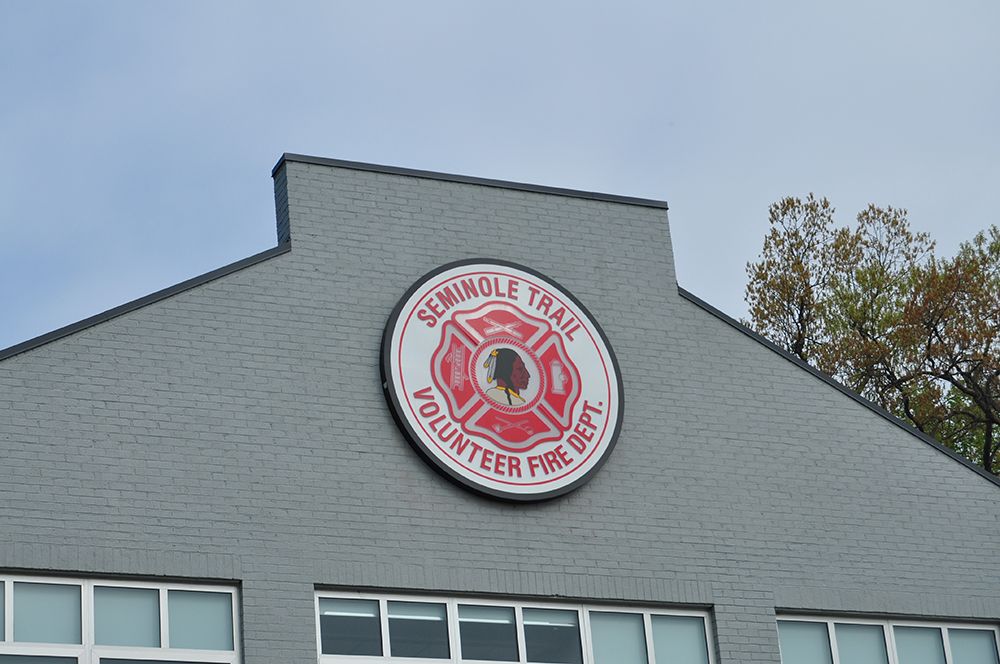 SEMINOLE TRAIL
VOLUNTEER FIRE DEPT.